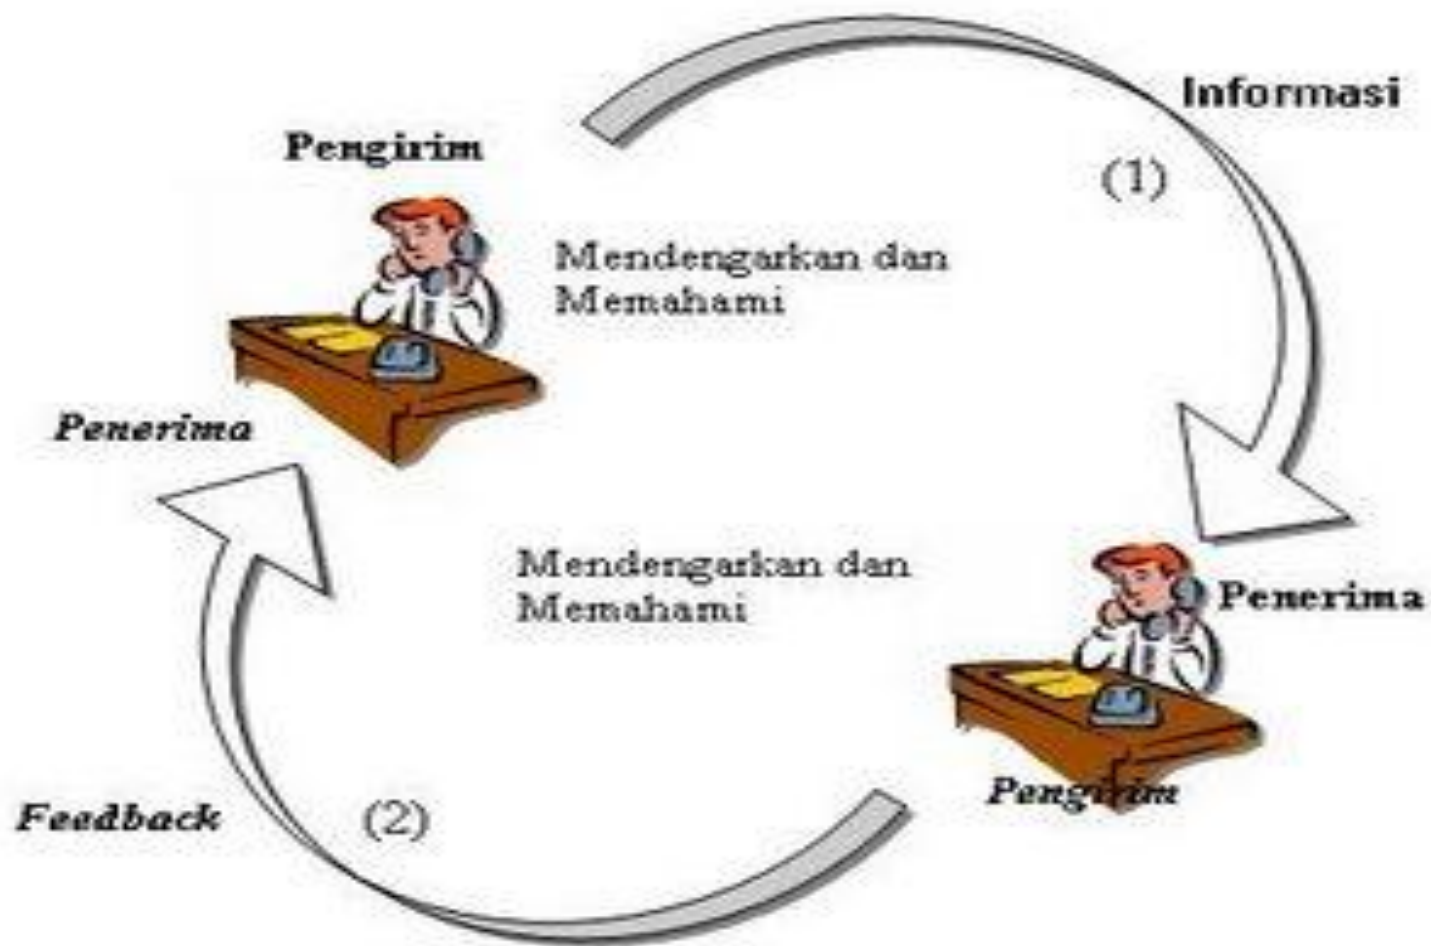 Informasi
Pengirim
(1)
Mendengarkan dan
Memahami
Penerima
Mendengarkan dan
Memahami
Penerima
Pengirim
Feedback
(2)